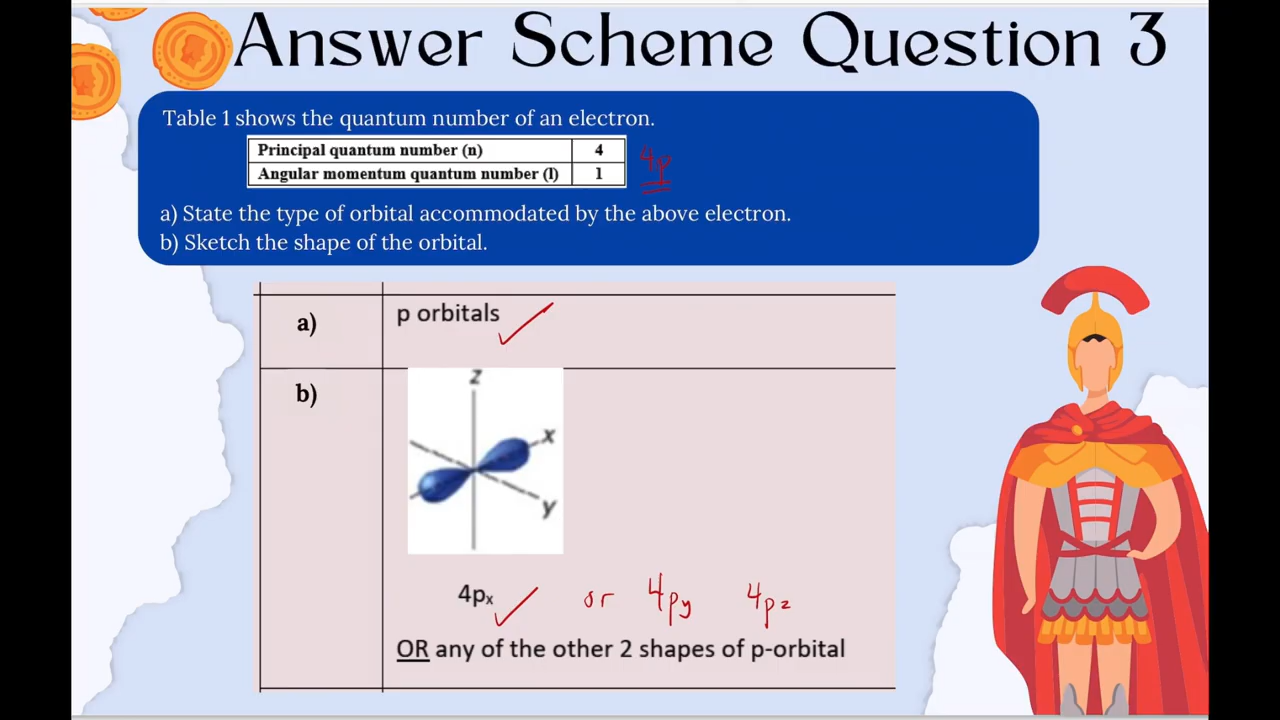 Answer Scheme Question 3
Table 1 shows the quantum number of an electron.
Principal quantum number (n) 4
Angular momentum quantum number (l) 1
4p
a) State the type of orbital accommodated by the above electron.
b) Sketch the shape of the orbital.
a) p orbitals
b)
z
x
y
4pₓ or 4py 4pz
OR any of the other 2 shapes of p-orbital